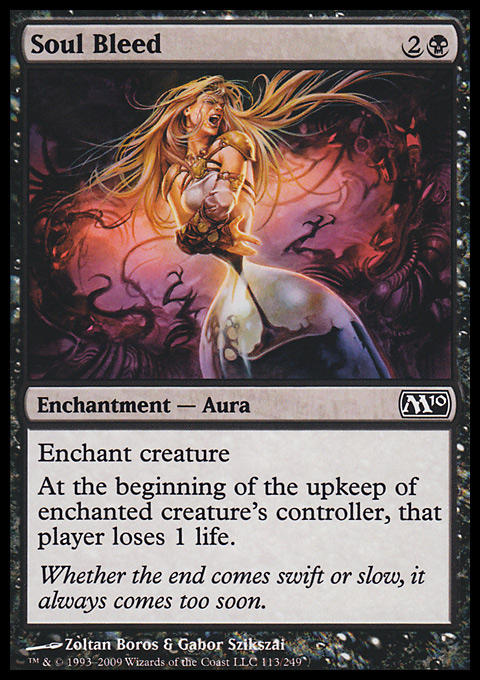 Soul Bleed 2
Enchantment — Aura M10
Enchant creature
At the beginning of the upkeep of
enchanted creature's controller, that
player loses 1 life.
Whether the end comes swift or slow, it
always comes too soon.
Zoltan Boros & Gabor Szikszai
™ & © 1993–2009 Wizards of the Coast LLC 113/249